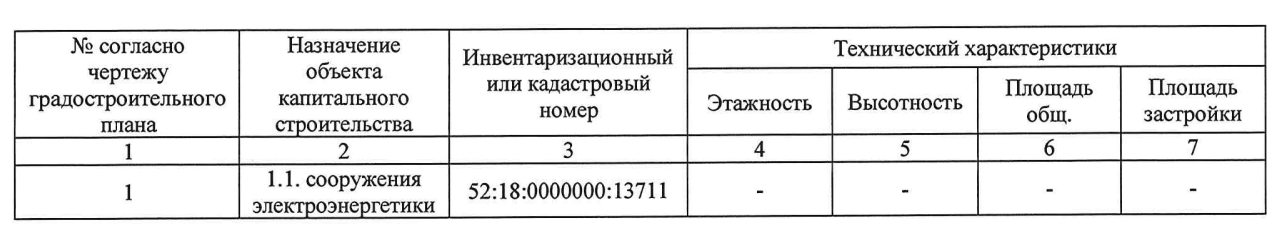 № согласно
чертежу
градостроительного
плана
Назначение
объекта
капитального
строительства
Инвентаризационный
или кадастровый
номер
Технический характеристики
Этажность
Высотность
Площадь
общ.
Площадь
застройки
1
2
3
4
5
6
7
1
1.1. сооружения
электроэнергетики
52:18:0000000:13711
-
-
-
-